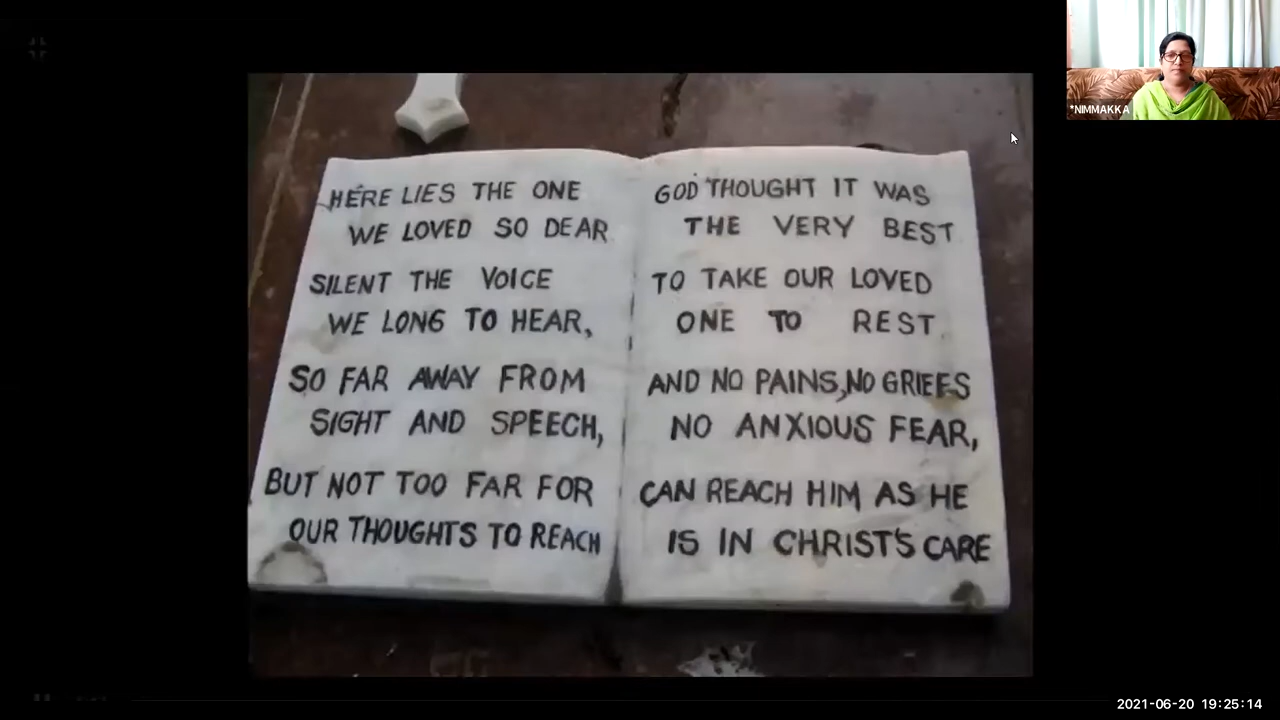 *NIMMAKKA
HERE LIES THE ONE
WE LOVED SO DEAR
SILENT THE VOICE
WE LONG TO HEAR,
SO FAR AWAY FROM
SIGHT AND SPEECH,
BUT NOT TOO FAR FOR
OUR THOUGHTS TO REACH
GOD THOUGHT IT WAS
THE VERY BEST
TO TAKE OUR LOVED
ONE TO REST
AND NO PAINS, NO GRIEFS
NO ANXIOUS FEAR,
CAN REACH HIM AS HE
IS IN CHRIST'S CARE
2021-06-20 19:25:14